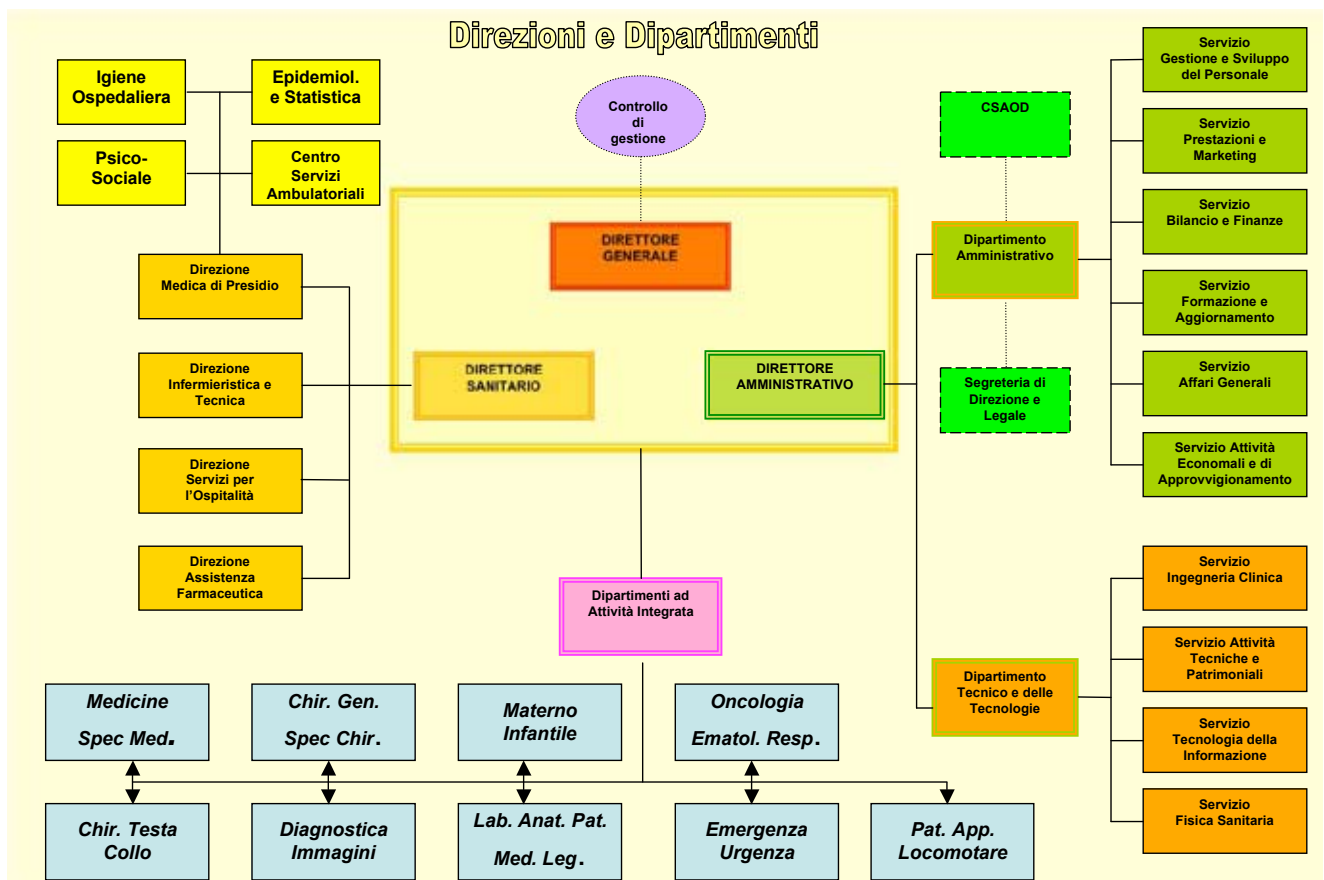 Direzioni e Dipartimenti
Igiene
Ospedaliera
Epidemiol.
e Statistica
Psico-
Sociale
Centro
Servizi
Ambulatoriali
Controllo
di
gestione
CSAOD
Servizio
Gestione e Sviluppo
del Personale
Servizio
Prestazioni e
Marketing
Servizio
Bilancio e Finanze
Servizio
Formazione e
Aggiornamento
Servizio
Affari Generali
Servizio Attività
Economali e di
Approvvigionamento
DIRETTORE
GENERALE
Dipartimento
Amministrativo
Direzione
Medica di Presidio
Direzione
Infermieristica e
Tecnica
Direzione
Servizi per
l'Ospitalità
Direzione
Assistenza
Farmaceutica
DIRETTORE
SANITARIO
DIRETTORE
AMMINISTRATIVO
Segreteria di
Direzione e
Legale
Dipartimenti ad
Attività Integrata
Dipartimento
Tecnico e delle
Tecnologie
Servizio
Ingegneria Clinica
Servizio Attività
Tecniche e
Patrimoniali
Servizio
Tecnologia della
Informazione
Servizio
Fisica Sanitaria
Medicine
Spec Med.
Chir. Gen.
Spec Chir.
Materno
Infantile
Oncologia
Ematol. Resp.
Chir. Testa
Collo
Diagnostica
Immagini
Lab. Anat. Pat.
Med. Leg.
Emergenza
Urgenza
Pat. App.
Locomotare